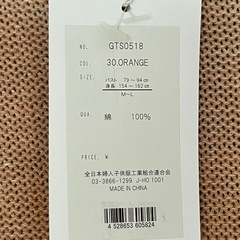 NO. GTS0518
COL. 30.ORANGE
SIZE. バスト 79〜94cm
身長 154〜162cm
M〜L
QUA. 綿 100%
PRICE. ¥
全日本婦人子供服工業組合連合会
03-3866-1299 J-HO 1001
MADE IN CHINA
4 528653 605824